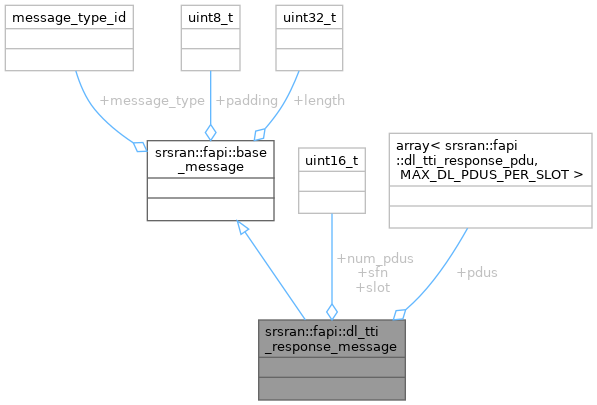 message_type_id
uint8_t
uint32_t
+message_type
+padding
+length
srsran::fapi::base
_message
uint16_t
array< srsran::fapi
::dl_tti_response_pdu,
MAX_DL_PDUS_PER_SLOT >
+num_pdus
+sfn
+slot
+pdus
srsran::fapi::dl_tti
_response_message